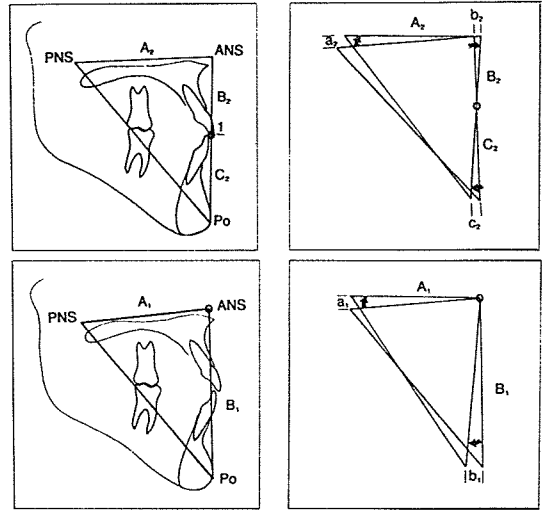 A₂
PNS
ANS
B₂
1
C₂
Po
b₂
A₂
a₂
B₂
C₂
c₂
A₁
PNS
ANS
B₁
Po
A₁
a₁
B₁
b₁